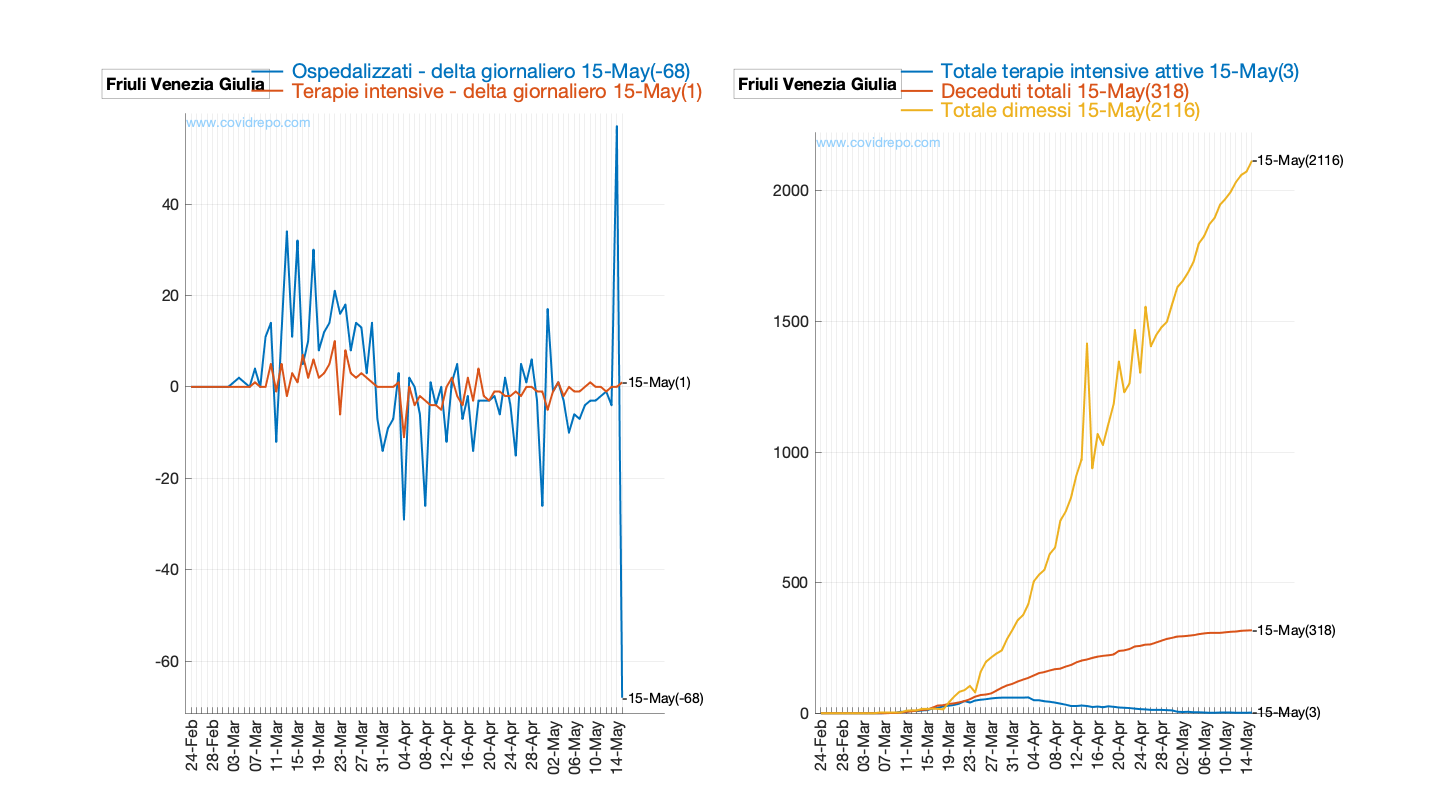 Friuli Venezia Giulia
Ospedalizzati - delta giornaliero 15-May(-68)
Terapie intensive - delta giornaliero 15-May(1)
www.covidrepo.com
40
20
0
-20
-40
-60
15-May(1)
15-May(-68)
24-Feb
28-Feb
03-Mar
07-Mar
11-Mar
15-Mar
19-Mar
23-Mar
27-Mar
31-Mar
04-Apr
08-Apr
12-Apr
16-Apr
20-Apr
24-Apr
28-Apr
02-May
06-May
10-May
14-May
Friuli Venezia Giulia
Totale terapie intensive attive 15-May(3)
Deceduti totali 15-May(318)
Totale dimessi 15-May(2116)
www.covidrepo.com
2000
1500
1000
500
0
15-May(2116)
15-May(318)
15-May(3)
24-Feb
28-Feb
03-Mar
07-Mar
11-Mar
15-Mar
19-Mar
23-Mar
27-Mar
31-Mar
04-Apr
08-Apr
12-Apr
16-Apr
20-Apr
24-Apr
28-Apr
02-May
06-May
10-May
14-May